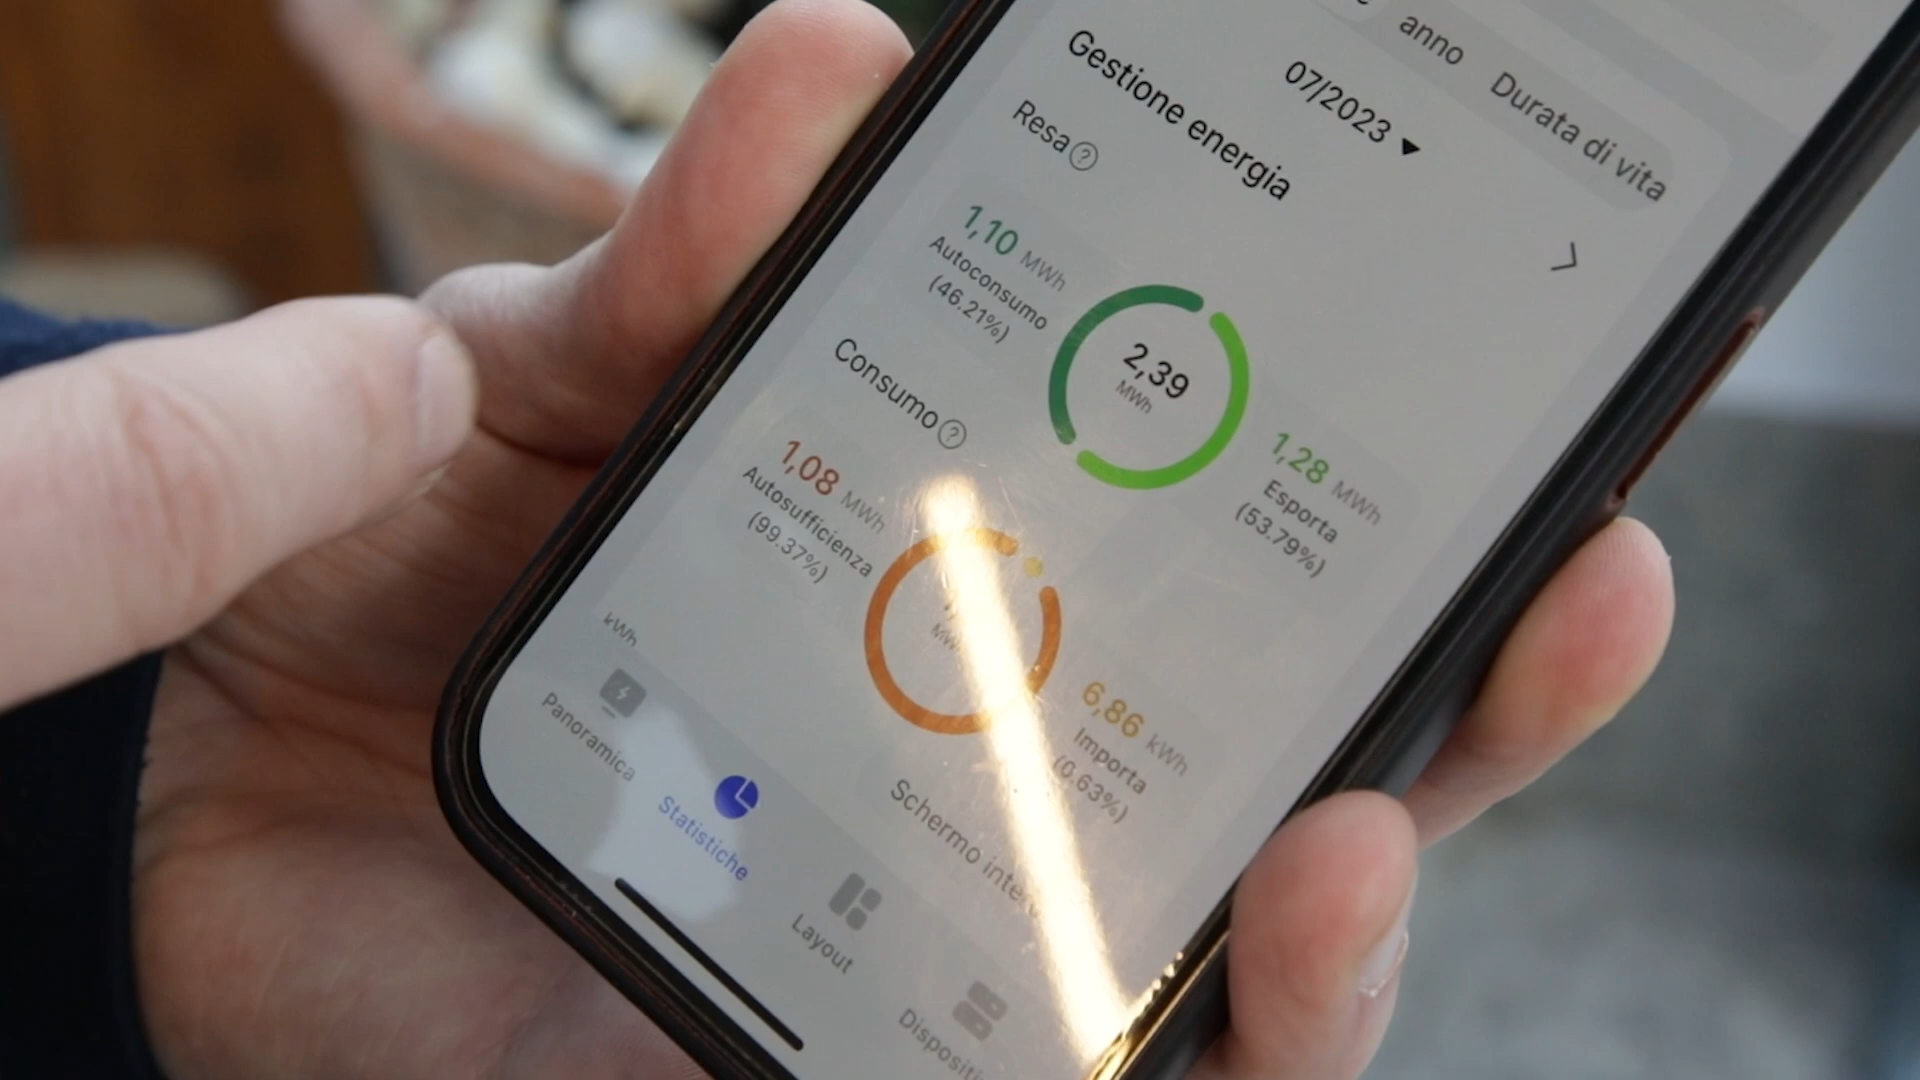 anno
Durata di vita
07/2023
Gestione energia
Resa ?
1,10 MWh
Autoconsumo
(46.21%)
2,39
MWh
1,28 MWh
Esporta
(53.79%)
Consumo ?
1,08 MWh
Autosufficienza
(99.37%)
6,86 kWh
Importa
(0.63%)
kWh
Schermo
Panoramica
Statistiche
Layout